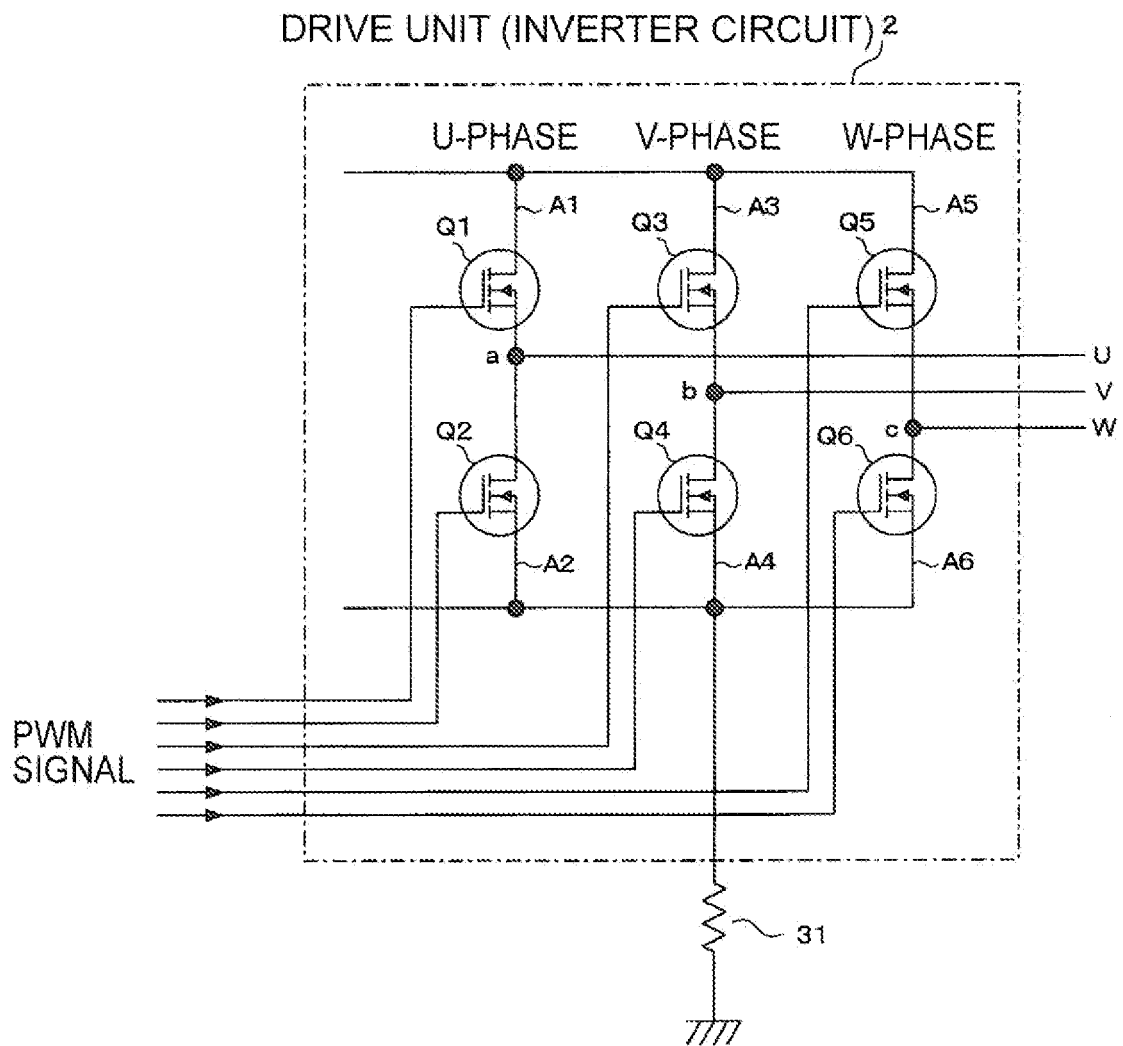 DRIVE UNIT (INVERTER CIRCUIT) 2
U-PHASE V-PHASE W-PHASE
A1 A3 A5
Q1 Q3 Q5
a U
b V
c W
Q2 Q4 Q6
A2 A4 A6
PWM
SIGNAL
31